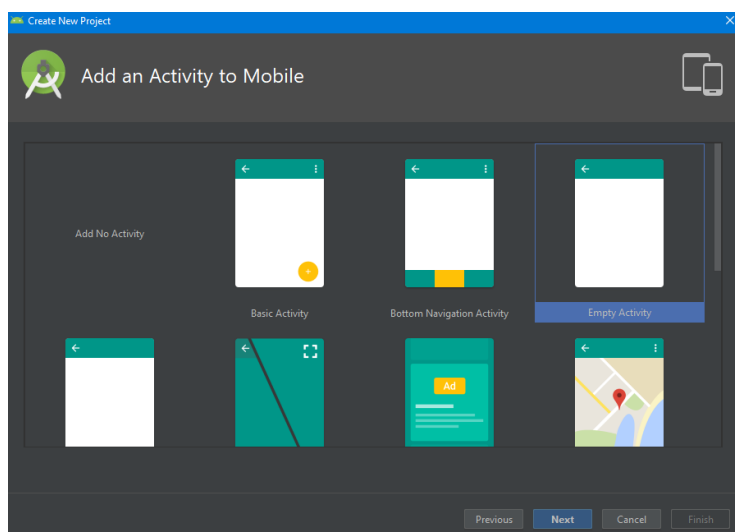 Create New Project
Add an Activity to Mobile
Add No Activity
Basic Activity
Bottom Navigation Activity
Empty Activity
Ad
Previous
Next
Cancel
Finish